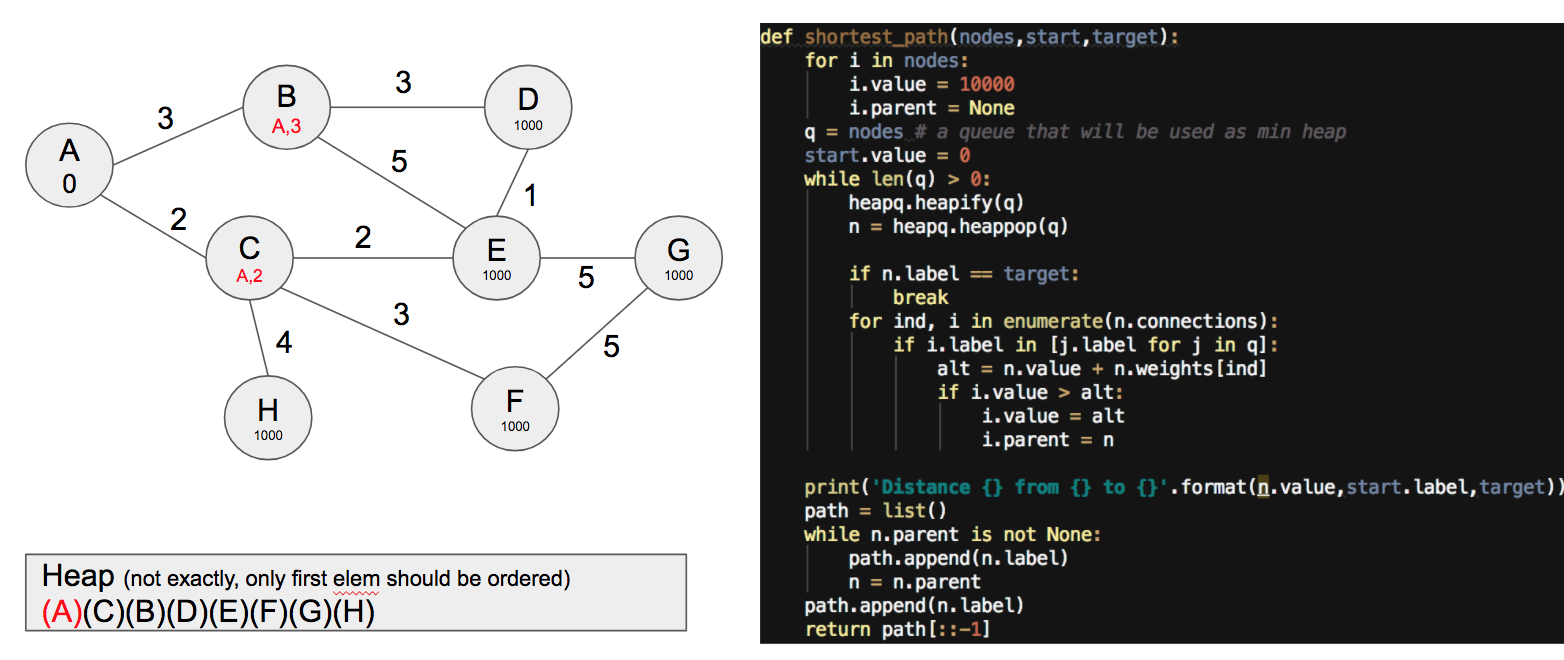 3
B
A,3
3
D
1000
A
0
5
1
2
C
A,2
2
E
1000
5
G
1000
3
4
5
H
1000
F
1000
Heap (not exactly, only first elem should be ordered)
(A)(C)(B)(D)(E)(F)(G)(H)
def shortest_path(nodes,start,target):
    for i in nodes:
        i.value = 10000
        i.parent = None
    q = nodes # a queue that will be used as min heap
    start.value = 0
    while len(q) > 0:
        heapq.heapify(q)
        n = heapq.heappop(q)
        if n.label == target:
            break
        for ind, i in enumerate(n.connections):
            if i.label in [j.label for j in q]:
                alt = n.value + n.weights[ind]
                if i.value > alt:
                    i.value = alt
                    i.parent = n
    print('Distance {} from {} to {}'.format(n.value,start.label,target))
    path = list()
    while n.parent is not None:
        path.append(n.label)
        n = n.parent
    path.append(n.label)
    return path[::-1]